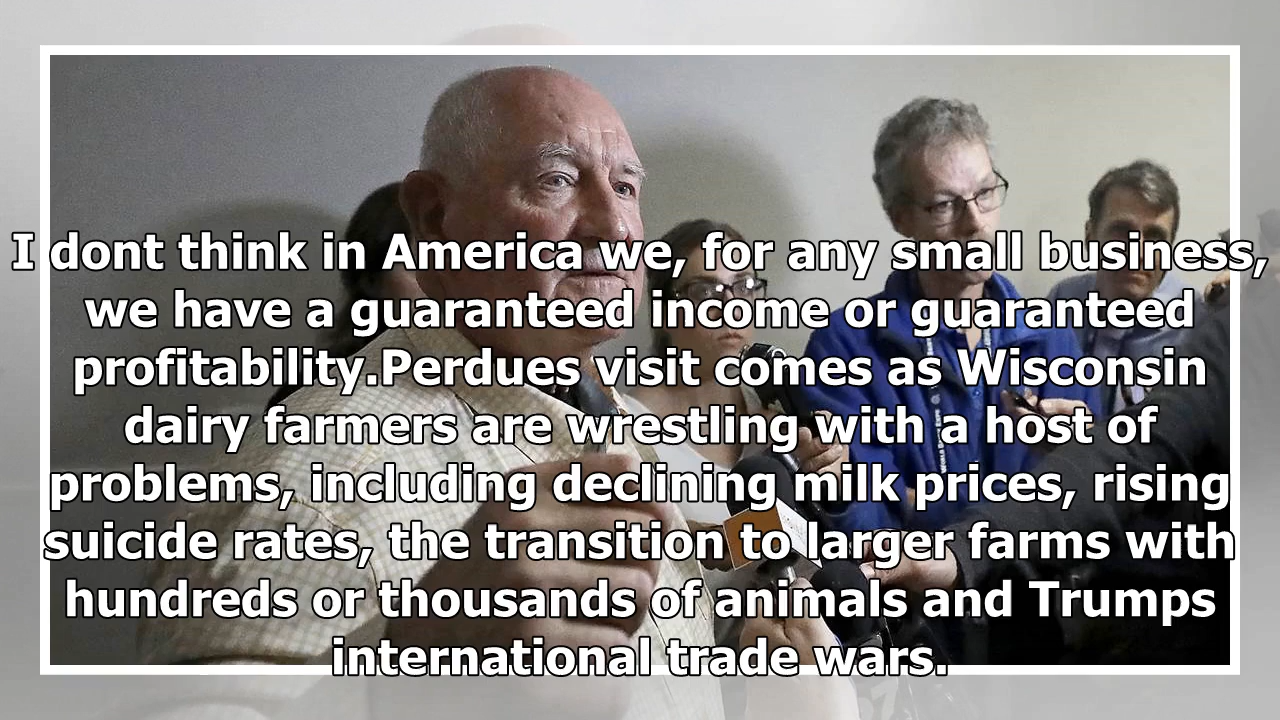 I dont think in America we, for any small business,
we have a guaranteed income or guaranteed
profitability.Perdues visit comes as Wisconsin
dairy farmers are wrestling with a host of
problems, including declining milk prices, rising
suicide rates, the transition to larger farms with
hundreds or thousands of animals and Trumps
international trade wars.